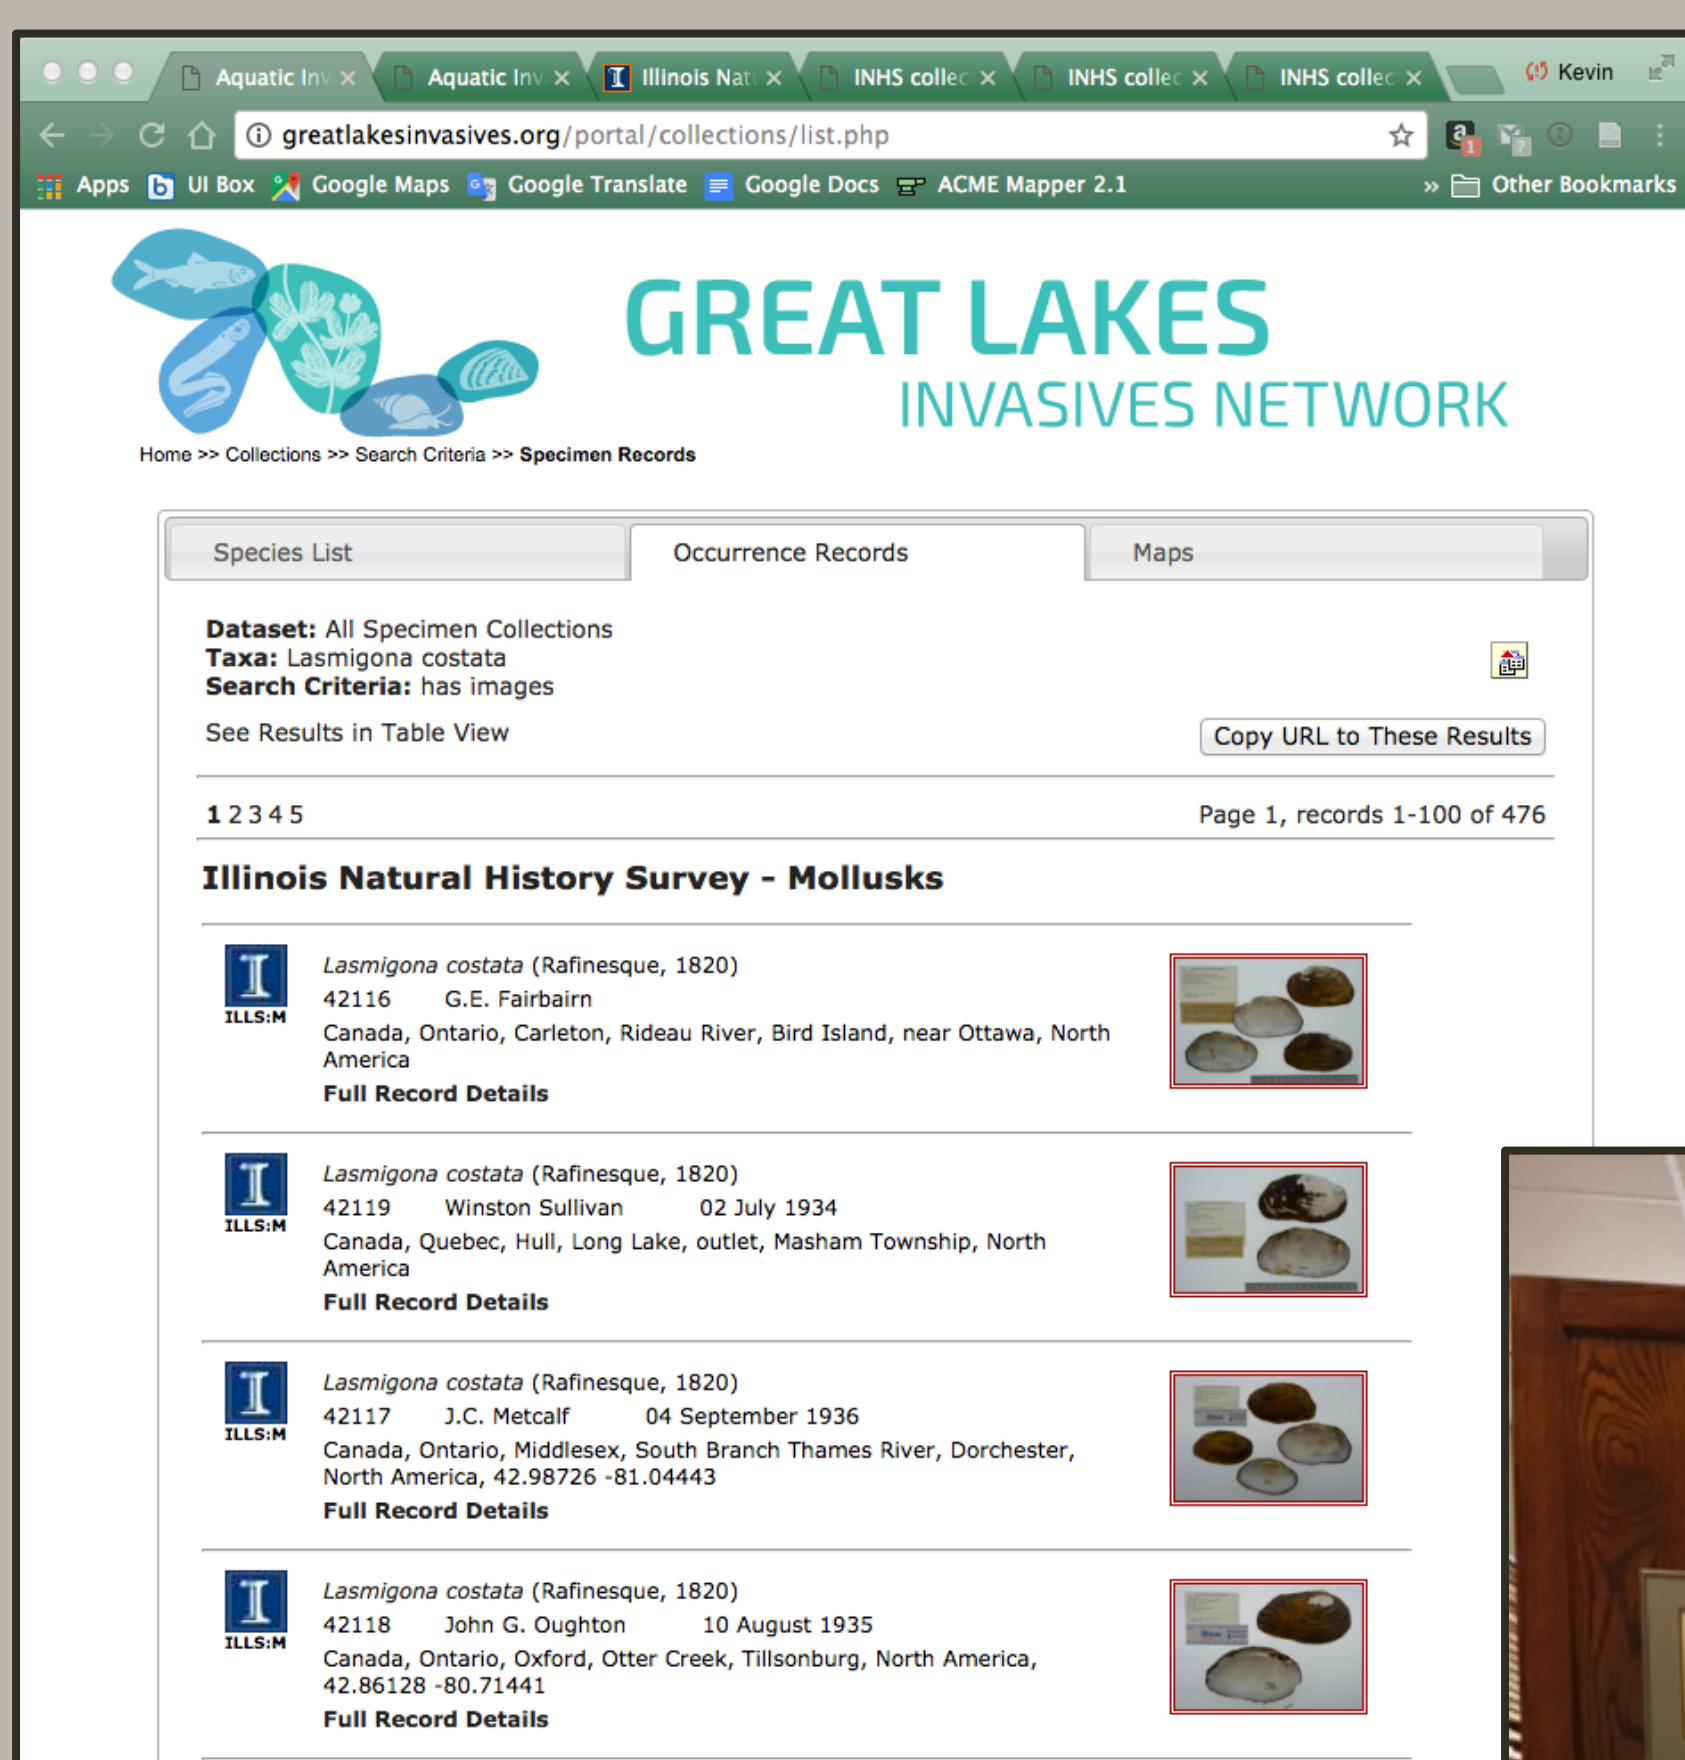 Aquatic Inv
Aquatic Inv
Illinois Nat
INHS collec
INHS collec
INHS collec
Kevin
greatlakesinvasives.org/portal/collections/list.php
Apps UI Box Google Maps Google Translate Google Docs ACME Mapper 2.1 » Other Bookmarks
GREAT LAKES
INVASIVES NETWORK
Home >> Collections >> Search Criteria >> Specimen Records
Species List
Occurrence Records
Maps
Dataset: All Specimen Collections
Taxa: Lasmigona costata
Search Criteria: has images
See Results in Table View
Copy URL to These Results
1 2 3 4 5
Page 1, records 1-100 of 476
Illinois Natural History Survey - Mollusks
I
ILLS:M
Lasmigona costata (Rafinesque, 1820)
42116 G.E. Fairbairn
Canada, Ontario, Carleton, Rideau River, Bird Island, near Ottawa, North
America
Full Record Details
I
ILLS:M
Lasmigona costata (Rafinesque, 1820)
42119 Winston Sullivan 02 July 1934
Canada, Quebec, Hull, Long Lake, outlet, Masham Township, North
America
Full Record Details
I
ILLS:M
Lasmigona costata (Rafinesque, 1820)
42117 J.C. Metcalf 04 September 1936
Canada, Ontario, Middlesex, South Branch Thames River, Dorchester,
North America, 42.98726 -81.04443
Full Record Details
I
ILLS:M
Lasmigona costata (Rafinesque, 1820)
42118 John G. Oughton 10 August 1935
Canada, Ontario, Oxford, Otter Creek, Tillsonburg, North America,
42.86128 -80.71441
Full Record Details